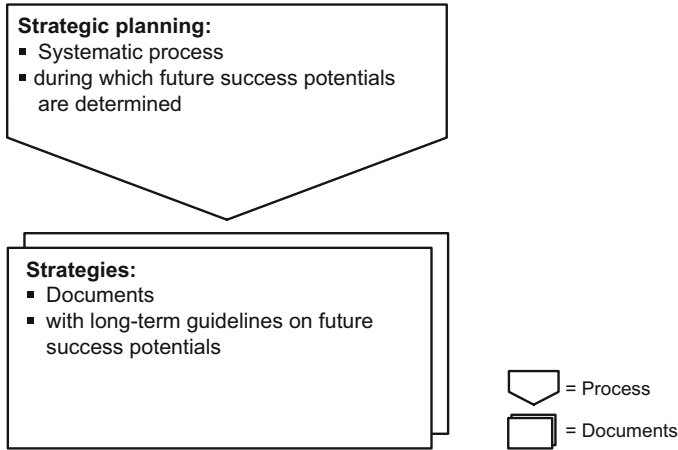 Strategic planning:
▪ Systematic process
▪ during which future success potentials
are determined
Strategies:
▪ Documents
▪ with long-term guidelines on future
success potentials
= Process
= Documents